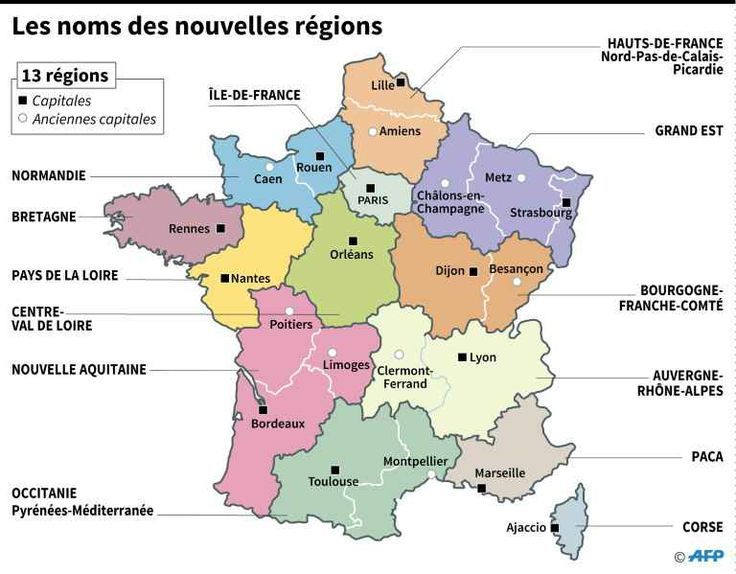 Les noms des nouvelles régions
13 régions
Capitales
Anciennes capitales
HAUTS-DE-FRANCE
Nord-Pas-de-Calais-
Picardie
ÎLE-DE-FRANCE
GRAND EST
NORMANDIE
BRETAGNE
PAYS DE LA LOIRE
CENTRE-
VAL DE LOIRE
NOUVELLE AQUITAINE
OCCITANIE
Pyrénées-Méditerranée
BOURGOGNE-
FRANCHE-COMTÉ
AUVERGNE-
RHÔNE-ALPES
PACA
CORSE
Lille
Amiens
Rouen
Caen
PARIS
Châlons-en-
Champagne
Metz
Strasbourg
Rennes
Nantes
Orléans
Dijon
Besançon
Poitiers
Limoges
Clermont-
Ferrand
Lyon
Bordeaux
Toulouse
Montpellier
Marseille
Ajaccio
© AFP